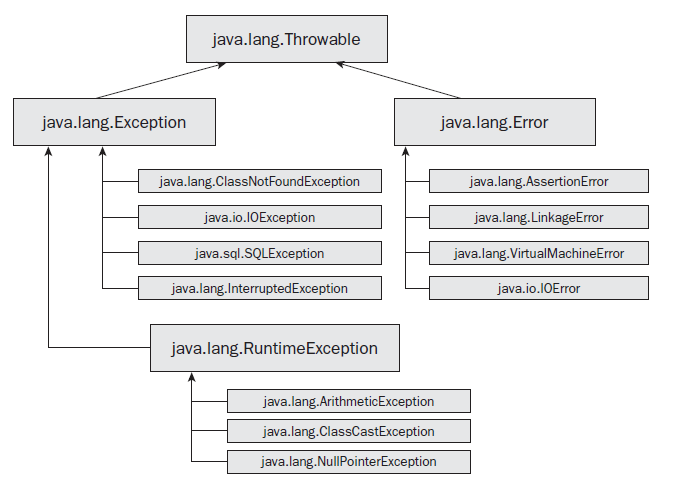 java.lang.Throwable
java.lang.Exception
java.lang.Error
java.lang.ClassNotFoundException
java.io.IOException
java.sql.SQLException
java.lang.InterruptedException
java.lang.AssertionError
java.lang.LinkageError
java.lang.VirtualMachineError
java.io.IOError
java.lang.RuntimeException
java.lang.ArithmeticException
java.lang.ClassCastException
java.lang.NullPointerException